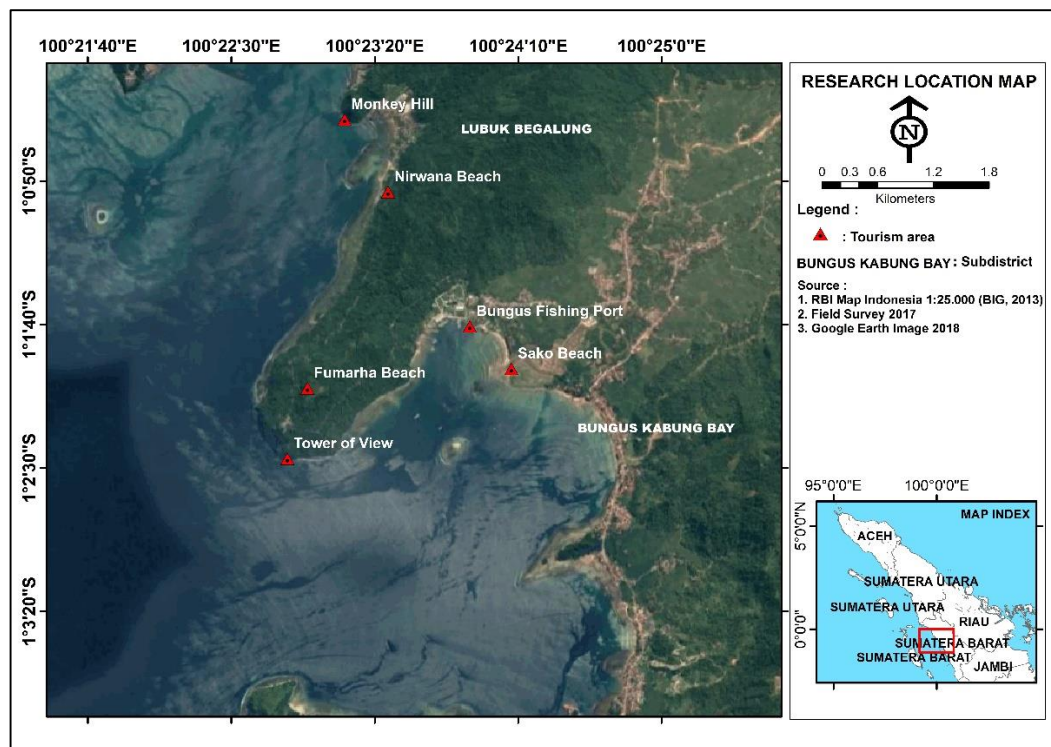 100°21'40"E 100°22'30"E 100°23'20"E 100°24'10"E 100°25'0"E
Monkey Hill
LUBUK BEGALUNG
Nirwana Beach
1°0'50"S
Bungus Fishing Port
1°1'40"S
Sako Beach
Fumarha Beach
BUNGUS KABUNG BAY
Tower of View
1°2'30"S
1°3'20"S
RESEARCH LOCATION MAP
N
0 0.3 0.6 1.2 1.8
Kilometers
Legend :
: Tourism area
BUNGUS KABUNG BAY : Subdistrict
Source :
1. RBI Map Indonesia 1:25.000 (BIG, 2013)
2. Field Survey 2017
3. Google Earth Image 2018
95°0'0"E 100°0'0"E
MAP INDEX
5°0'0"N
ACEH
SUMATERA UTARA
SUMATERA UTARA
RIAU
0°0'0"
SUMATERA BARAT
SUMATERA BARAT
JAMBI